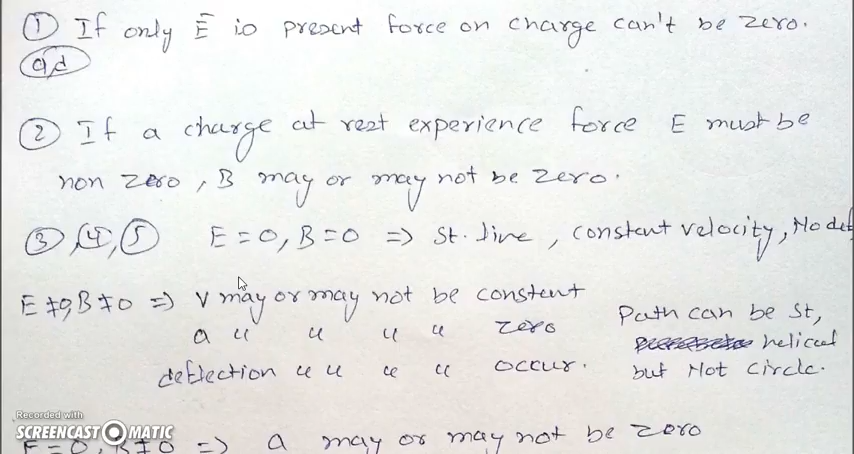 ① If only Ē is present force on charge can't be zero.
a,d
② If a charge at rest experience force E must be
non zero, B may or may not be zero.
③, ④, ⑤ E = 0, B = 0 => St. line, constant velocity, No def
E ≠ 0, B ≠ 0 => V may or may not be constant
a " " " " zero
deflection " " " " occur.
Path can be St,
helical
but Not circle.
Recorded with
SCREENCAST O MATIC
E = 0, B ≠ 0 => a may or may not be zero